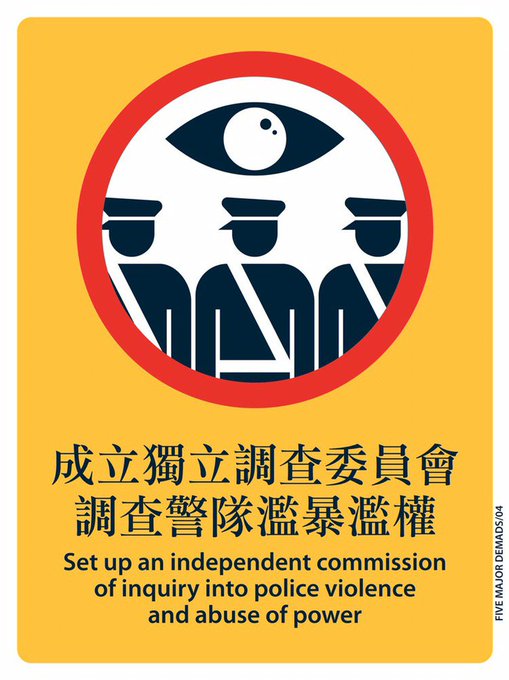 成立獨立調查委員會
調查警隊濫暴濫權
Set up an independent commission
of inquiry into police violence
and abuse of power
FIVE MAJOR DEMADS/04